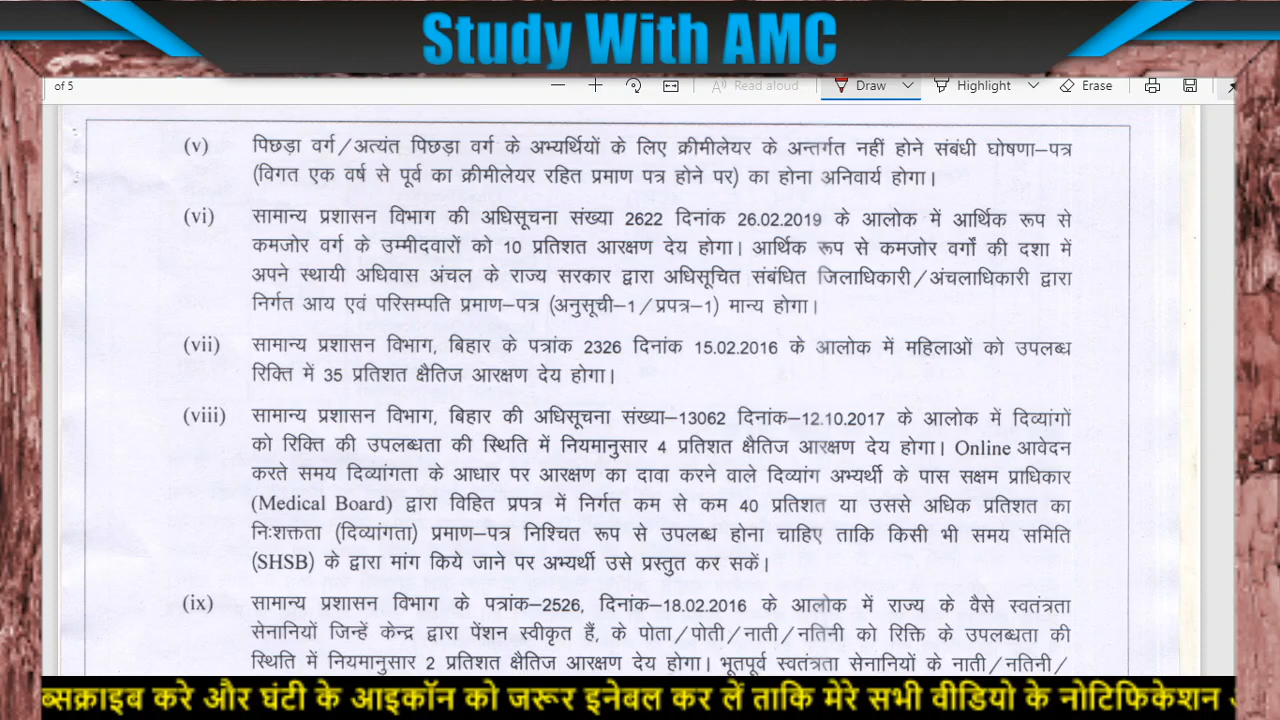 Study With AMC
of 5
Read aloud Draw Highlight Erase
(v) पिछड़ा वर्ग/अत्यंत पिछड़ा वर्ग के अभ्यर्थियों के लिए क्रीमीलेयर के अन्तर्गत नहीं होने संबंधी घोषणा–पत्र
(विगत एक वर्ष से पूर्व का क्रीमीलेयर रहित प्रमाण पत्र होने पर) का होना अनिवार्य होगा।
(vi) सामान्य प्रशासन विभाग की अधिसूचना संख्या 2622 दिनांक 26.02.2019 के आलोक में आर्थिक रूप से
कमजोर वर्ग के उम्मीदवारों को 10 प्रतिशत आरक्षण देय होगा। आर्थिक रूप से कमजोर वर्गों की दशा में
अपने स्थायी अधिवास अंचल के राज्य सरकार द्वारा अधिसूचित संबंधित जिलाधिकारी/अंचलाधिकारी द्वारा
निर्गत आय एवं परिसम्पति प्रमाण–पत्र (अनुसूची–1/प्रपत्र–1) मान्य होगा।
(vii) सामान्य प्रशासन विभाग, बिहार के पत्रांक 2326 दिनांक 15.02.2016 के आलोक में महिलाओं को उपलब्ध
रिक्ति में 35 प्रतिशत क्षैतिज आरक्षण देय होगा।
(viii) सामान्य प्रशासन विभाग, बिहार की अधिसूचना संख्या–13062 दिनांक–12.10.2017 के आलोक में दिव्यांगों
को रिक्ति की उपलब्धता की स्थिति में नियमानुसार 4 प्रतिशत क्षैतिज आरक्षण देय होगा। Online आवेदन
करते समय दिव्यांगता के आधार पर आरक्षण का दावा करने वाले दिव्यांग अभ्यर्थी के पास सक्षम प्राधिकार
(Medical Board) द्वारा विहित प्रपत्र में निर्गत कम से कम 40 प्रतिशत या उससे अधिक प्रतिशत का
निःशक्तता (दिव्यांगता) प्रमाण–पत्र निश्चित रूप से उपलब्ध होना चाहिए ताकि किसी भी समय समिति
(SHSB) के द्वारा मांग किये जाने पर अभ्यर्थी उसे प्रस्तुत कर सकें।
(ix) सामान्य प्रशासन विभाग के पत्रांक–2526, दिनांक–18.02.2016 के आलोक में राज्य के वैसे स्वतंत्रता
सेनानियों जिन्हें केन्द्र द्वारा पेंशन स्वीकृत हैं, के पोता/पोती/नाती/नतिनी को रिक्ति के उपलब्धता की
स्थिति में नियमानुसार 2 प्रतिशत क्षैतिज आरक्षण देय होगा। भूतपूर्व स्वतंत्रता सेनानियों के नाती/नतिनी/
ब्सक्राइब करे और घंटी के आइकॉन को जरूर इनेबल कर लें ताकि मेरे सभी वीडियो के नोटिफिकेशन